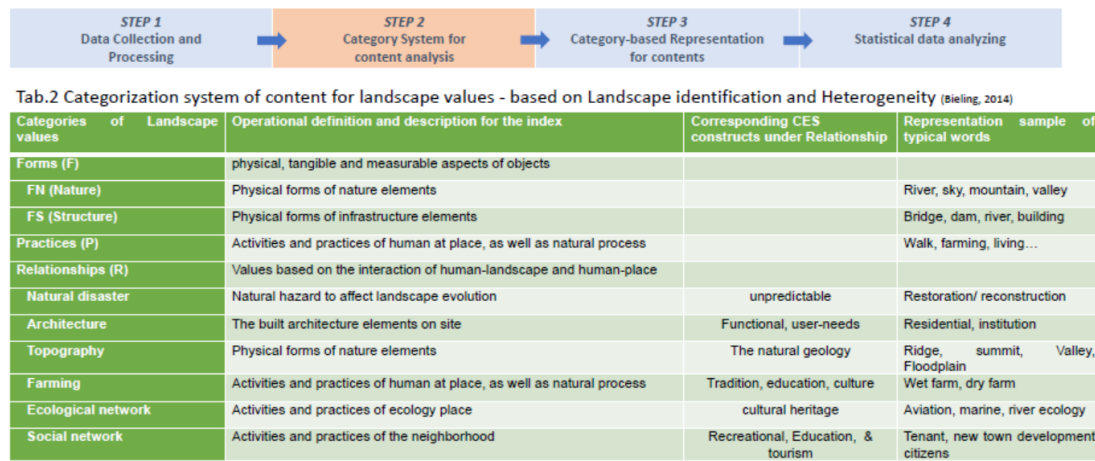 STEP 1
Data Collection and
Processing
STEP 2
Category System for
content analysis
STEP 3
Category-based Representation
for contents
STEP 4
Statistical data analyzing
Tab.2 Categorization system of content for landscape values - based on Landscape identification and Heterogeneity (Bieling, 2014)
Categories of Landscape
values
Operational definition and description for the index
Corresponding CES
constructs under Relationship
Representation sample of
typical words
Forms (F)
physical, tangible and measurable aspects of objects
FN (Nature)
Physical forms of nature elements
River, sky, mountain, valley
FS (Structure)
Physical forms of infrastructure elements
Bridge, dam, river, building
Practices (P)
Activities and practices of human at place, as well as natural process
Walk, farming, living…
Relationships (R)
Values based on the interaction of human-landscape and human-place
Natural disaster
Natural hazard to affect landscape evolution
unpredictable
Restoration/ reconstruction
Architecture
The built architecture elements on site
Functional, user-needs
Residential, institution
Topography
Physical forms of nature elements
The natural geology
Ridge, summit, Valley,
Floodplain
Farming
Activities and practices of human at place, as well as natural process
Tradition, education, culture
Wet farm, dry farm
Ecological network
Activities and practices of ecology place
cultural heritage
Aviation, marine, river ecology
Social network
Activities and practices of the neighborhood
Recreational, Education, &
tourism
Tenant, new town development
citizens